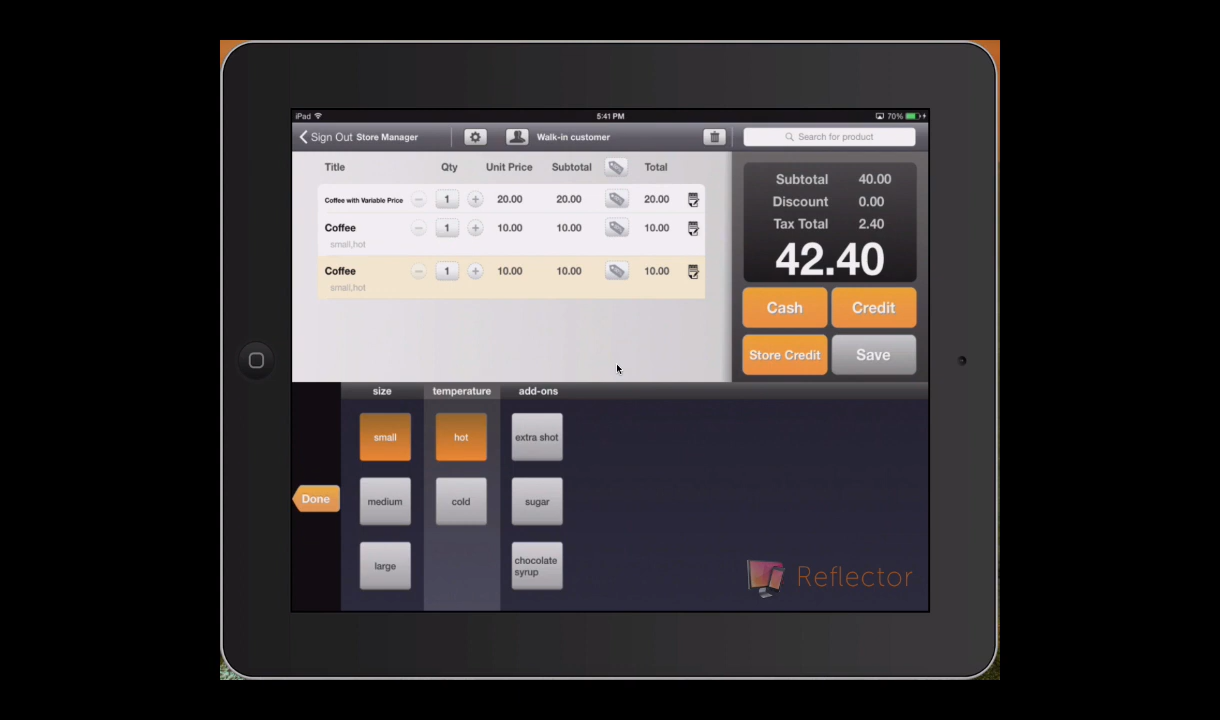 iPad 5:41 PM 70%
Sign Out Store Manager Walk-in customer Search for product
Title Qty Unit Price Subtotal Total
Coffee with Variable Price 1 20.00 20.00 20.00
Coffee 1 10.00 10.00 10.00
small,hot
Coffee 1 10.00 10.00 10.00
small,hot
Subtotal 40.00
Discount 0.00
Tax Total 2.40
42.40
Cash Credit
Store Credit Save
size temperature add-ons
small hot extra shot
medium cold sugar
large chocolate
syrup
Done
Reflector